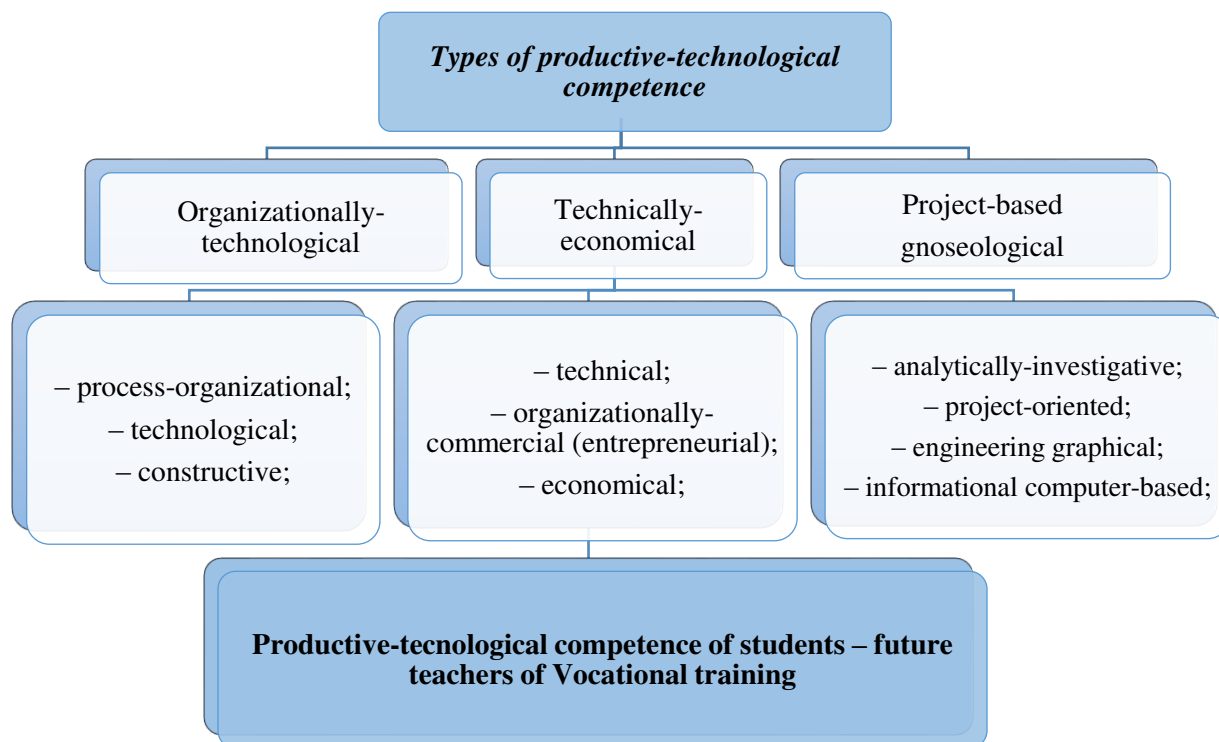 Types of productive-technological
competence
Organizationally-
technological
Technically-
economical
Project-based
gnoseological
– process-organizational;
– technological;
– constructive;
– technical;
– organizationally-
commercial (entrepreneurial);
– economical;
– analytically-investigative;
– project-oriented;
– engineering graphical;
– informational computer-based;
Productive-tecnological competence of students – future
teachers of Vocational training